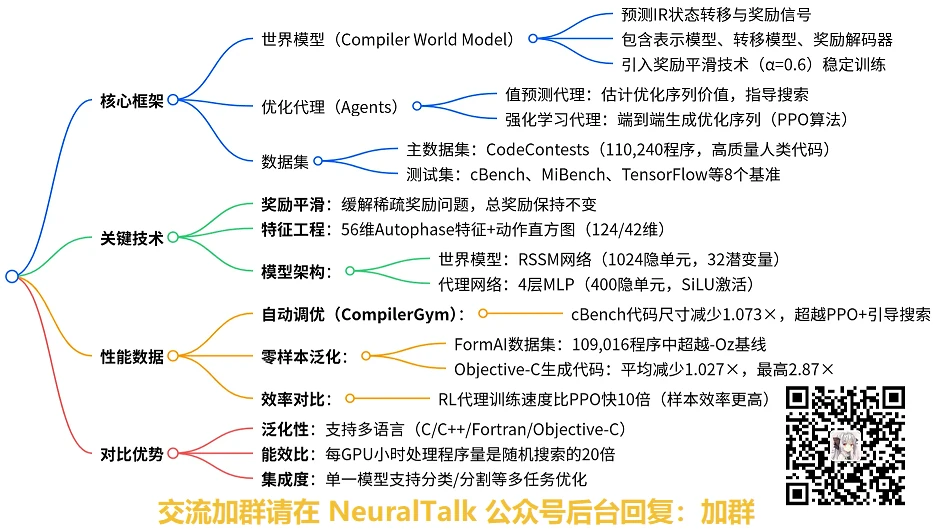 预测IR状态转移与奖励信号
世界模型（Compiler World Model）
包含表示模型、转移模型、奖励解码器
引入奖励平滑技术（α=0.6）稳定训练
核心框架
优化代理（Agents）
值预测代理：估计优化序列价值，指导搜索
强化学习代理：端到端生成优化序列（PPO算法）
数据集
主数据集：CodeContests（110,240程序，高质量人类代码）
测试集：cBench、MiBench、TensorFlow等8个基准
关键技术
奖励平滑：缓解稀疏奖励问题，总奖励保持不变
特征工程：56维Autophase特征+动作直方图（124/42维）
模型架构：
世界模型：RSSM网络（1024隐单元，32潜变量）
代理网络：4层MLP（400隐单元，SiLU激活）
性能数据
自动调优（CompilerGym）：
cBench代码尺寸减少1.073×，超越PPO+引导搜索
零样本泛化：
FormAI数据集：109,016程序中超越-Oz基线
Objective-C生成代码：平均减少1.027×，最高2.87×
效率对比：
RL代理训练速度比PPO快10倍（样本效率更高）
对比优势
泛化性：支持多语言（C/C++/Fortran/Objective-C）
能效比：每GPU小时处理程序量是随机搜索的20倍
集成度：单一模型支持分类/分割等多任务优化
交流加群请在 NeuralTalk 公众号后台回复：加群